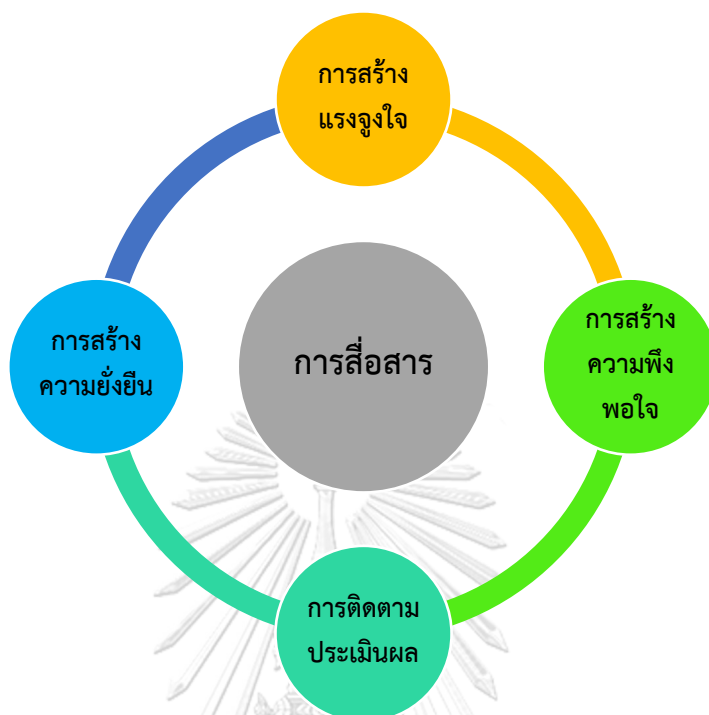 การสร้าง
แรงจูงใจ
การสร้าง
ความพึง
พอใจ
การสื่อสาร
การสร้าง
ความยั่งยืน
การติดตาม
ประเมินผล